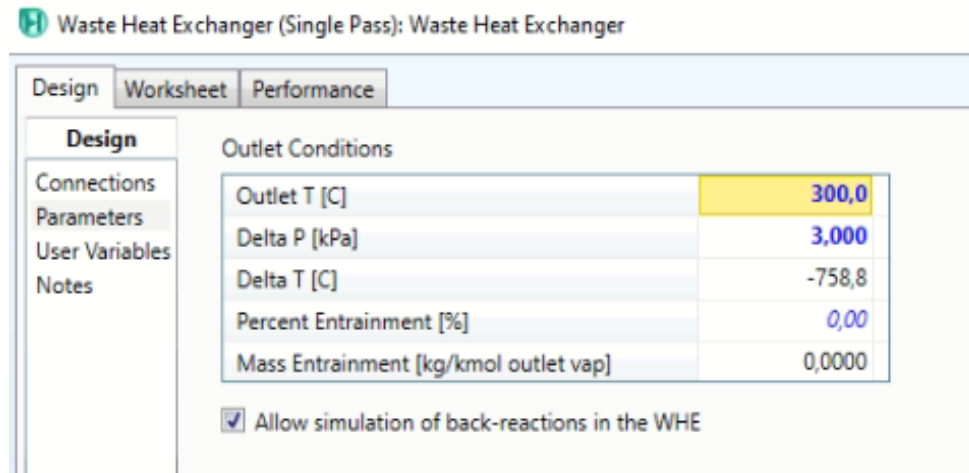 Waste Heat Exchanger (Single Pass): Waste Heat Exchanger
Design Worksheet Performance
Design
Connections
Parameters
User Variables
Notes
Outlet Conditions
Outlet T [C] 300,0
Delta P [kPa] 3,000
Delta T [C] -758,8
Percent Entrainment [%] 0,00
Mass Entrainment [kg/kmol outlet vap] 0,0000
Allow simulation of back-reactions in the WHE